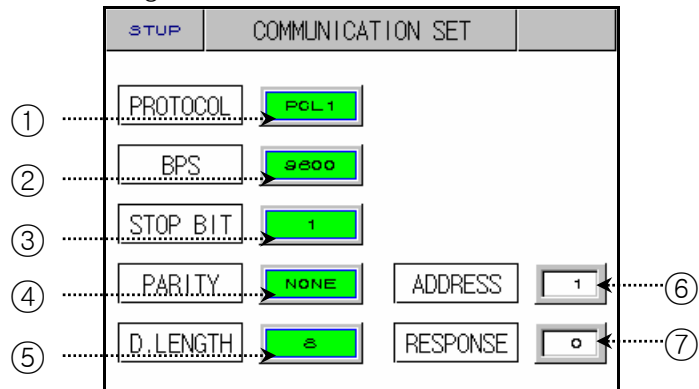 STUP COMMUNICATION SET
① PROTOCOL PCL1
② BPS 9600
③ STOP BIT 1
④ PARITY NONE ADDRESS 1 ⑥
⑤ D.LENGTH 8 RESPONSE 0 ⑦